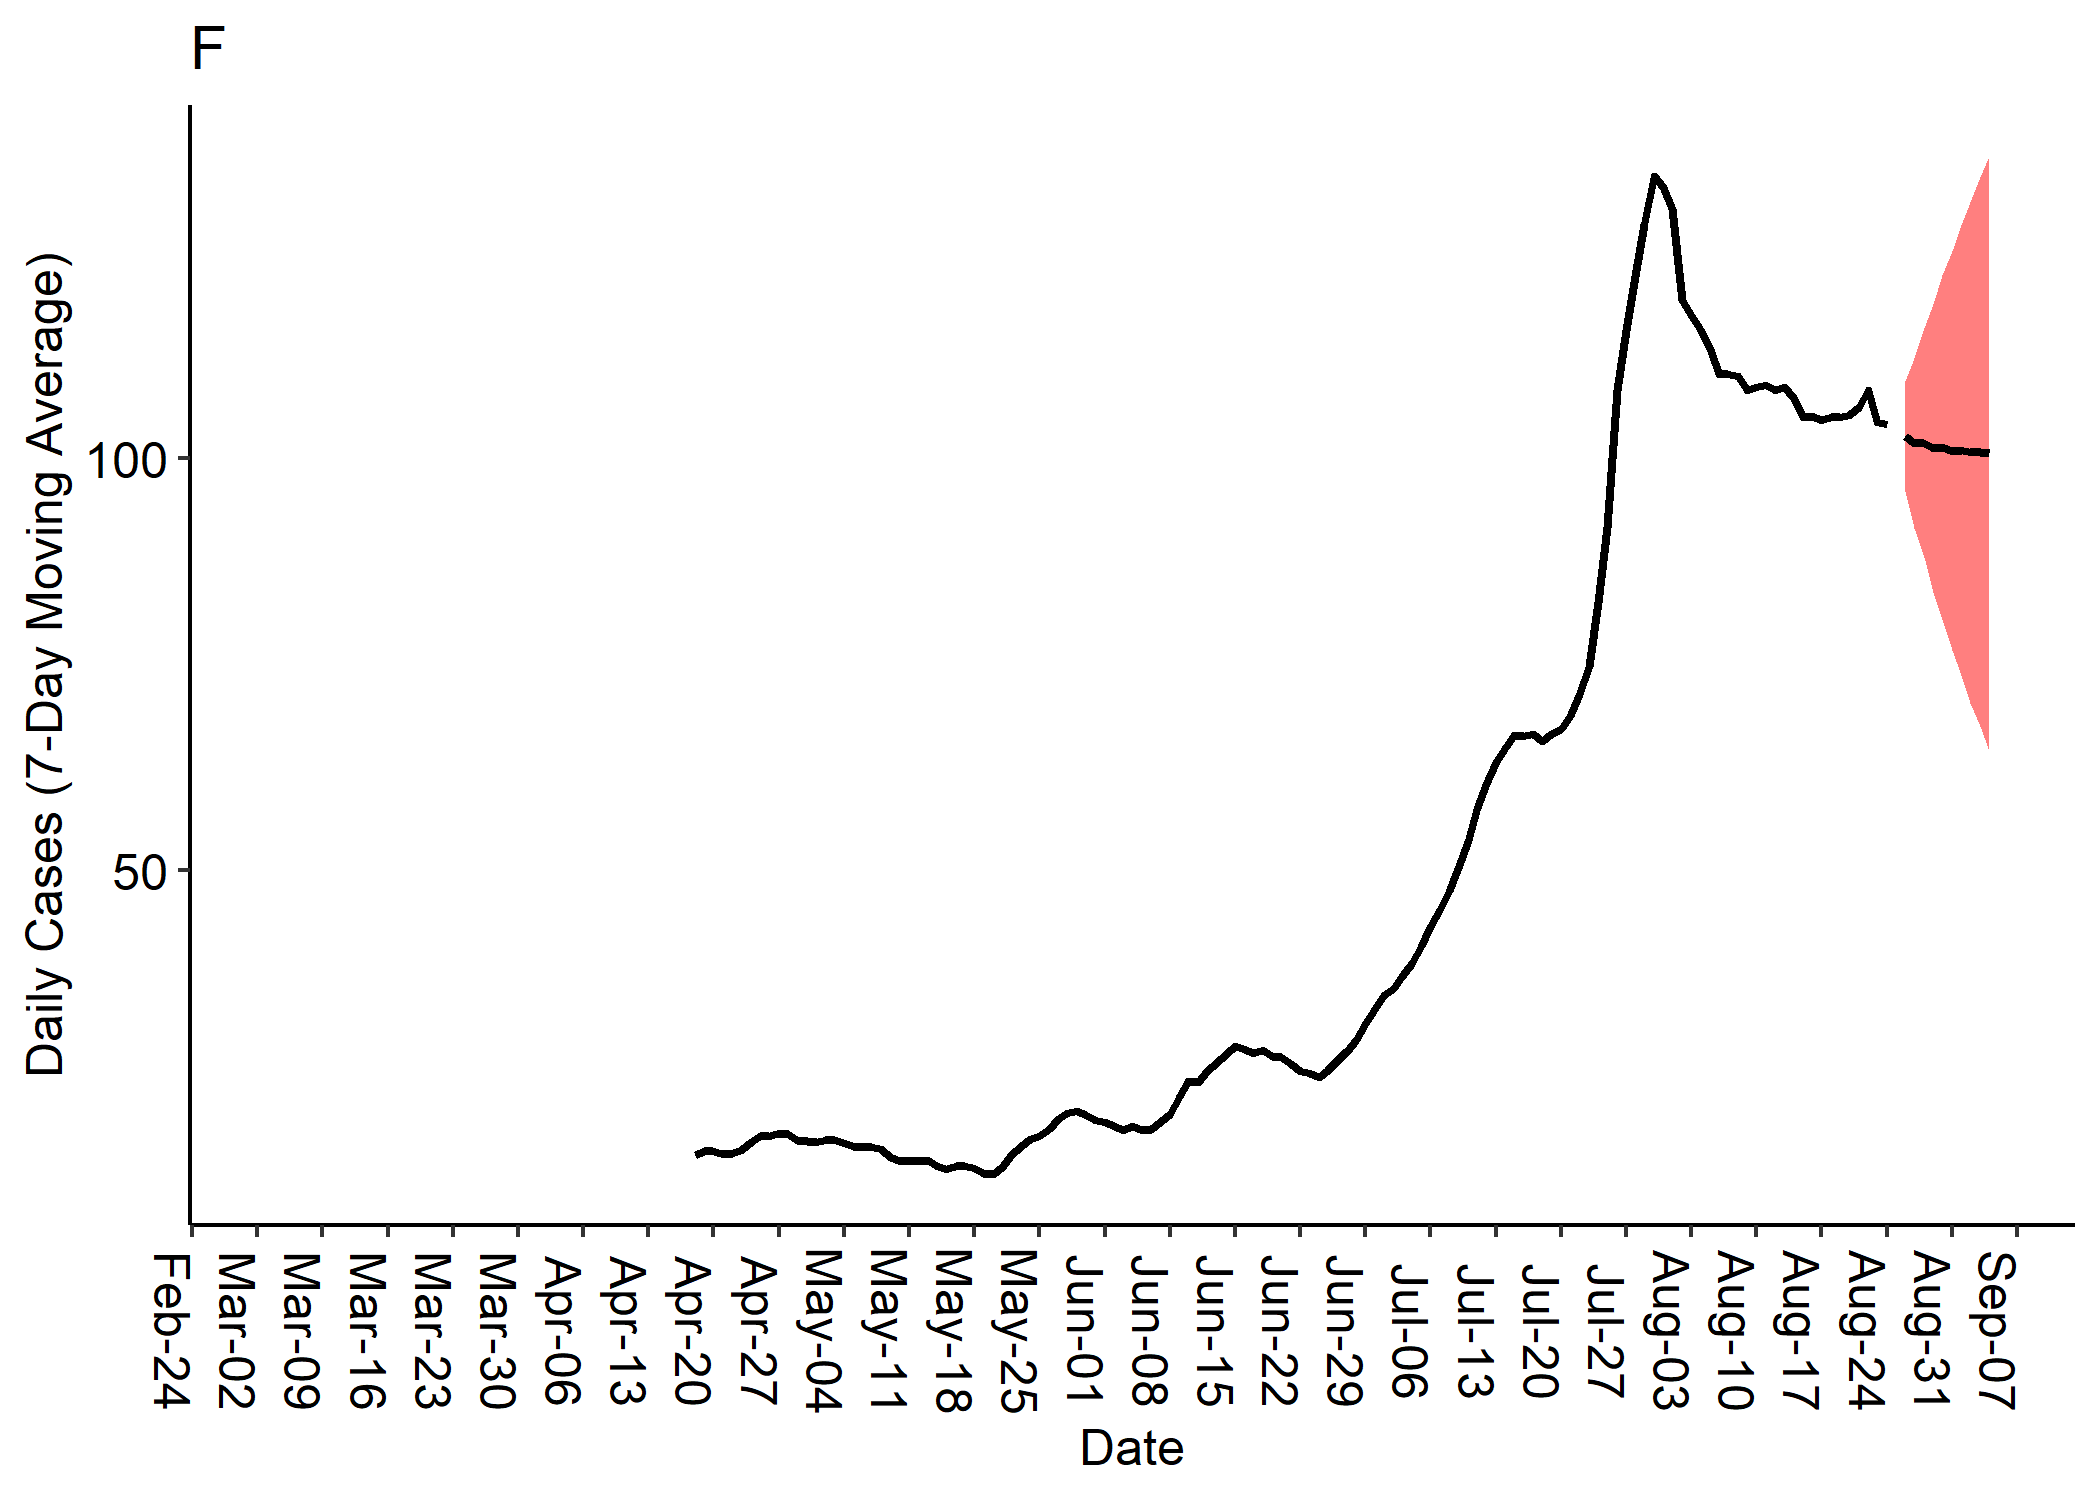 F
Daily Cases (7-Day Moving Average)
100
50
Feb-24
Mar-02
Mar-09
Mar-16
Mar-23
Mar-30
Apr-06
Apr-13
Apr-20
Apr-27
May-04
May-11
May-18
May-25
Jun-01
Jun-08
Jun-15
Jun-22
Jun-29
Jul-06
Jul-13
Jul-20
Jul-27
Aug-03
Aug-10
Aug-17
Aug-24
Aug-31
Sep-07
Date